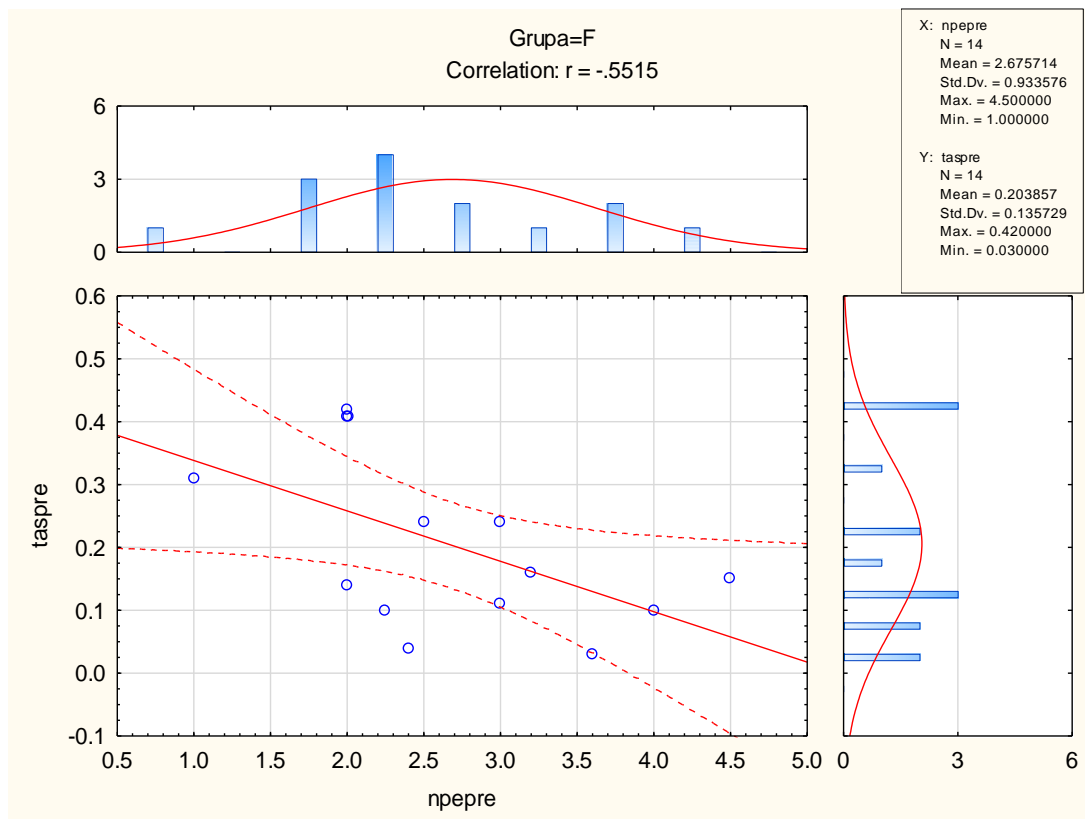 Grupa=F
Correlation: r = -.5515
X: npepre
N = 14
Mean = 2.675714
Std.Dv. = 0.933576
Max. = 4.500000
Min. = 1.000000
Y: taspre
N = 14
Mean = 0.203857
Std.Dv. = 0.135729
Max. = 0.420000
Min. = 0.030000
6
3
0
0.6
0.5
0.4
0.3
0.2
0.1
0.0
-0.1
taspre
0.5 1.0 1.5 2.0 2.5 3.0 3.5 4.0 4.5 5.0
npepre
0 3 6